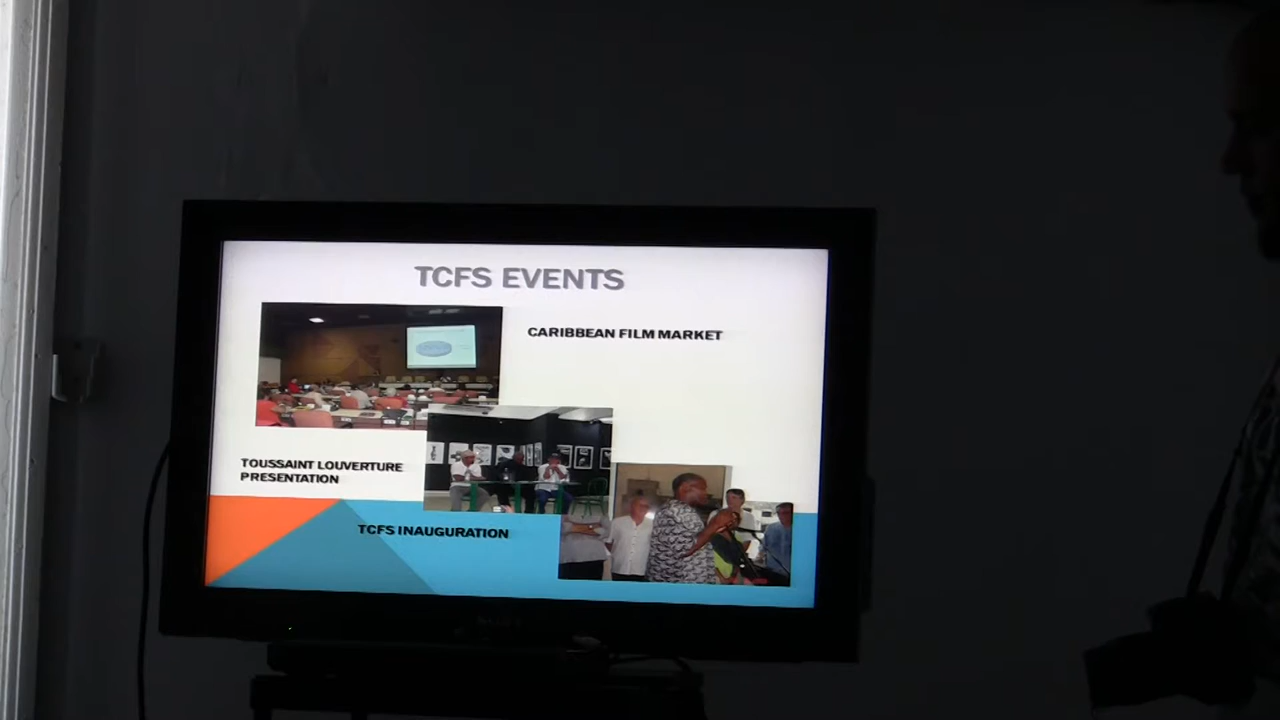 TCFS EVENTS
CARIBBEAN FILM MARKET
TOUSSAINT LOUVERTURE
PRESENTATION
TCFS INAUGURATION